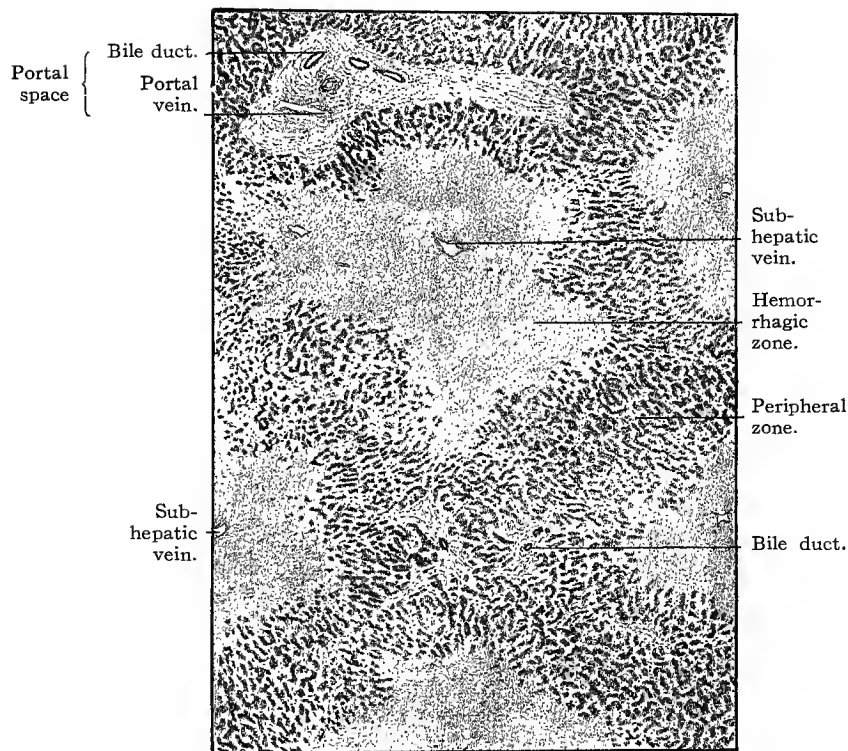 Bile duct.
Portal
space
Portal
vein.
Sub-
hepatic
vein.
Hemor-
rhagic
zone.
Peripheral
zone.
Sub-
hepatic
vein.
Bile duct.